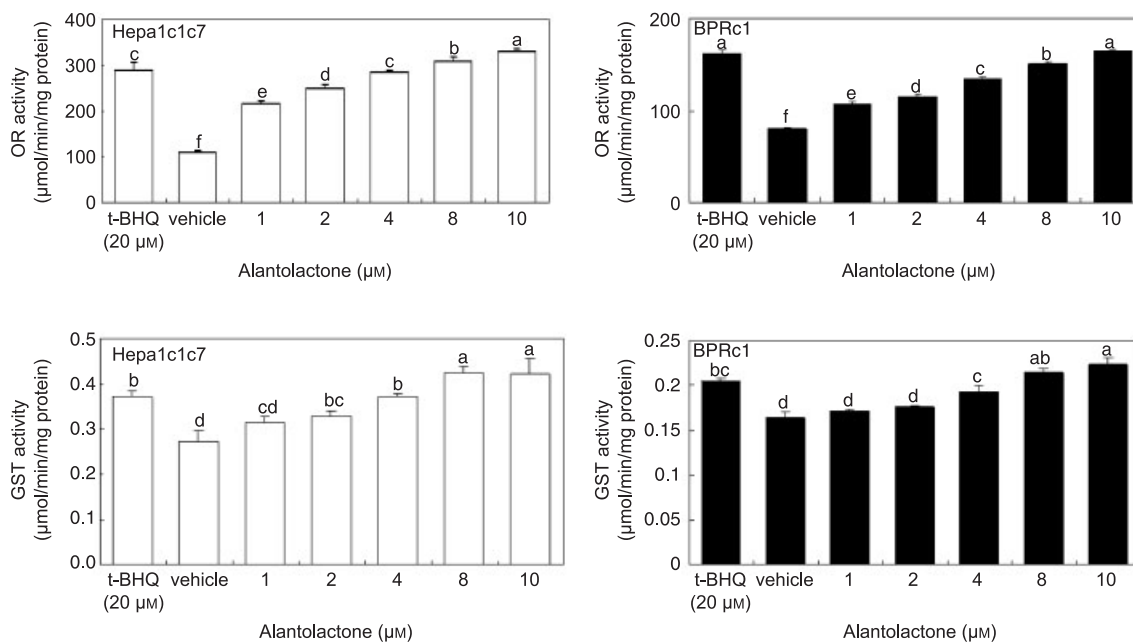 Hepa1c1c7
OR activity
(µmol/min/mg protein)
400
300
200
100
0
c
f
e
d
c
b
a
t-BHQ vehicle 1 2 4 8 10
(20 µM)
Alantolactone (µM)
BPRc1
OR activity
(µmol/min/mg protein)
200
100
0
a
f
e
d
c
b
a
t-BHQ vehicle 1 2 4 8 10
(20 µM)
Alantolactone (µM)
Hepa1c1c7
GST activity
(µmol/min/mg protein)
0.5
0.4
0.3
0.4
0.1
0.0
b
d
cd
bc
b
a
a
t-BHQ vehicle 1 2 4 8 10
(20 µM)
Alantolactone (µM)
BPRc1
GST activity
(µmol/min/mg protein)
0.25
0.2
0.15
0.1
0.05
0
bc
d
d
d
c
ab
a
t-BHQ vehicle 1 2 4 8 10
(20 µM)
Alantolactone (µM)